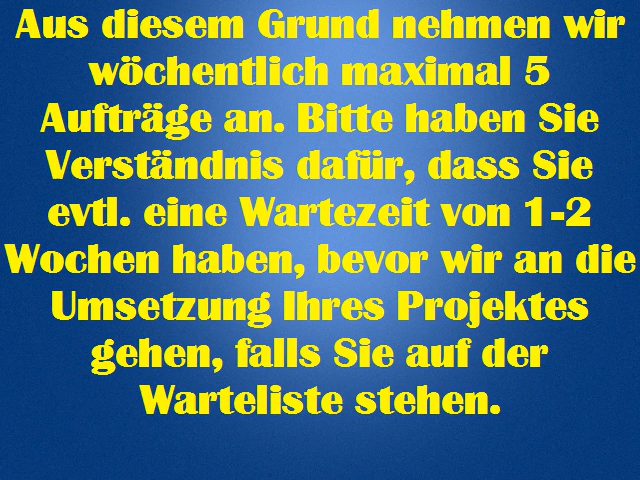 Aus diesem Grund nehmen wir
wöchentlich maximal 5
Aufträge an. Bitte haben Sie
Verständnis dafür, dass Sie
evtl. eine Wartezeit von 1-2
Wochen haben, bevor wir an die
Umsetzung Ihres Projektes
gehen, falls Sie auf der
Warteliste stehen.